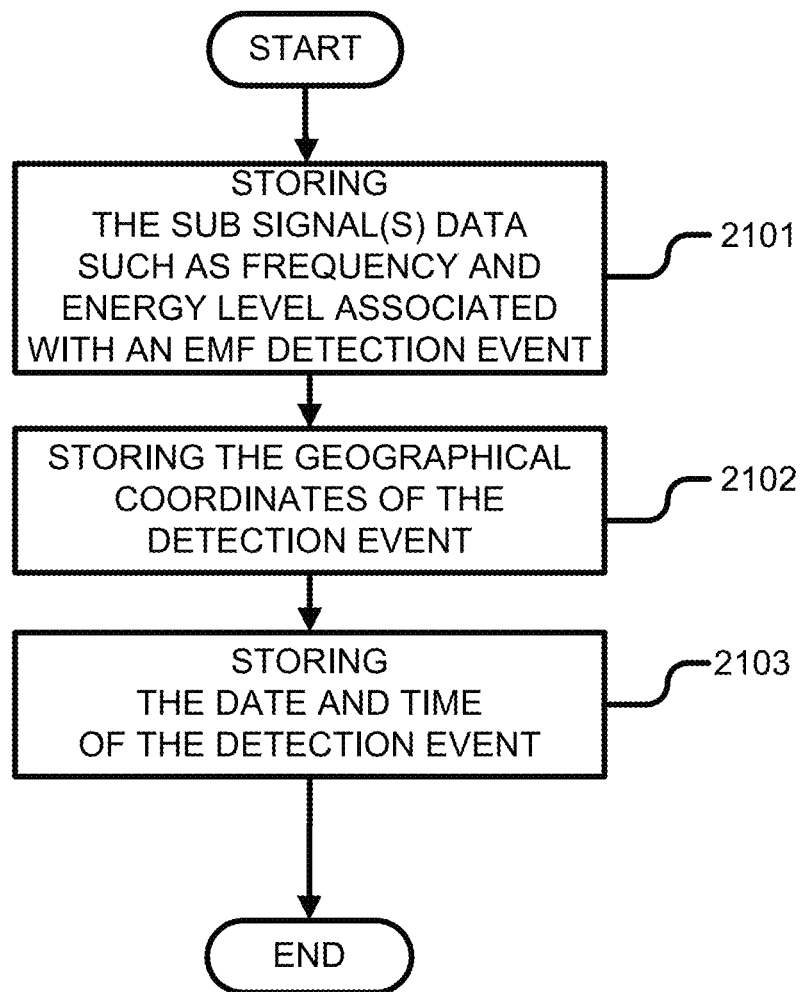 START
STORING
THE SUB SIGNAL(S) DATA
SUCH AS FREQUENCY AND
ENERGY LEVEL ASSOCIATED
WITH AN EMF DETECTION EVENT
2101
STORING THE GEOGRAPHICAL
COORDINATES OF THE
DETECTION EVENT
2102
STORING
THE DATE AND TIME
OF THE DETECTION EVENT
2103
END